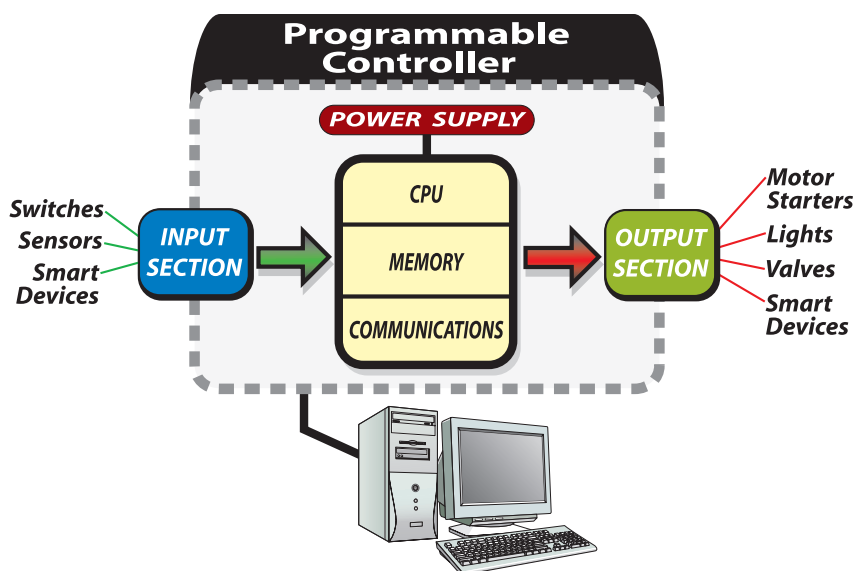 Programmable
Controller
POWER SUPPLY
CPU
MEMORY
COMMUNICATIONS
Switches
Sensors
Smart
Devices
INPUT
SECTION
OUTPUT
SECTION
Motor
Starters
Lights
Valves
Smart
Devices